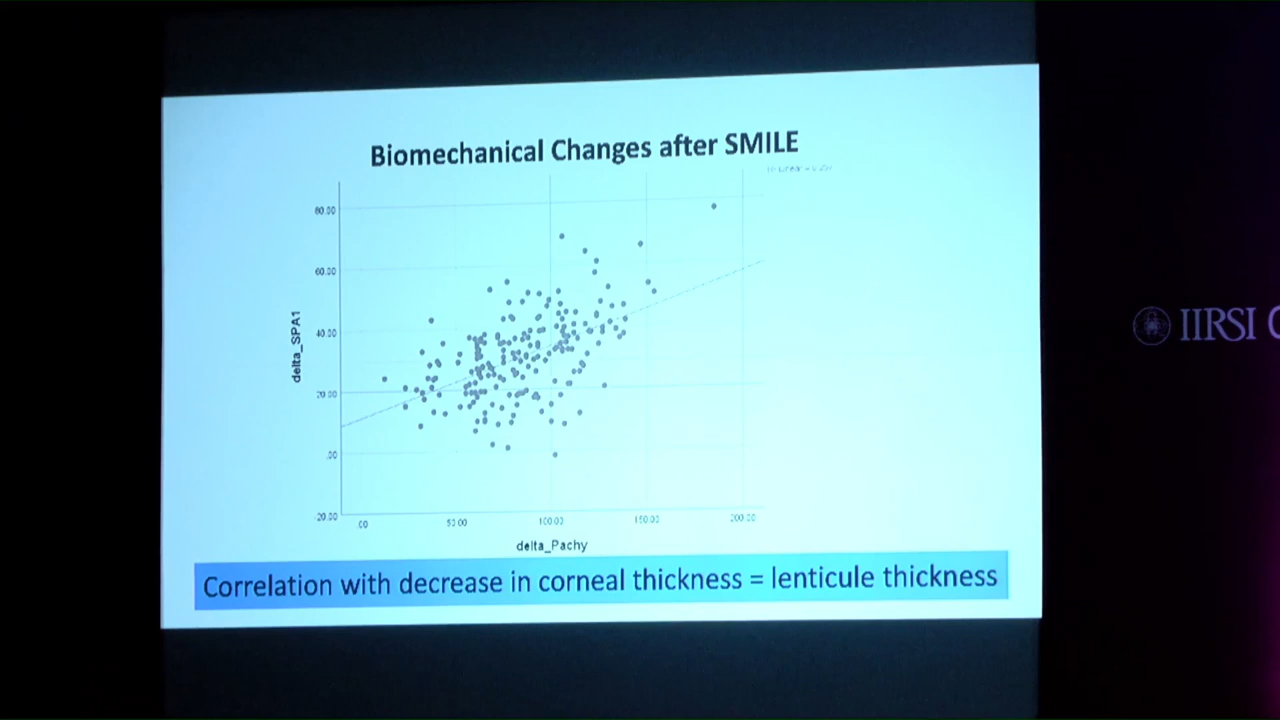 Biomechanical Changes after SMILE
80.00
60.00
40.00
20.00
.00
-20.00
delta_SPA1
.00 50.00 100.00 150.00 200.00
delta_Pachy
Correlation with decrease in corneal thickness = lenticule thickness
IIRSI